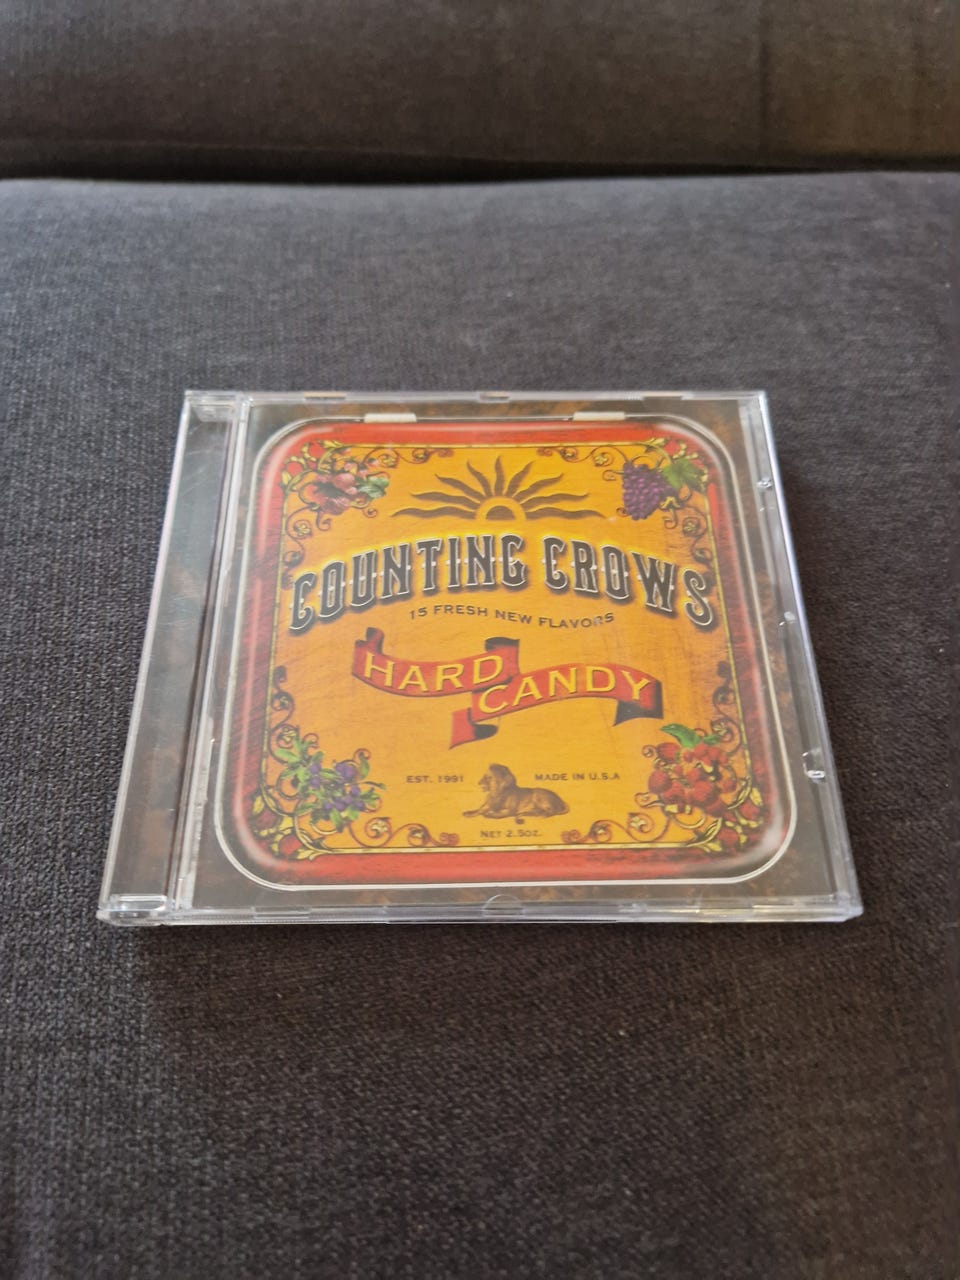 COUNTING CROWS
15 FRESH NEW FLAVORS
HARD
CANDY
EST. 1991
MADE IN U.S.A
NET 2.5OZ.